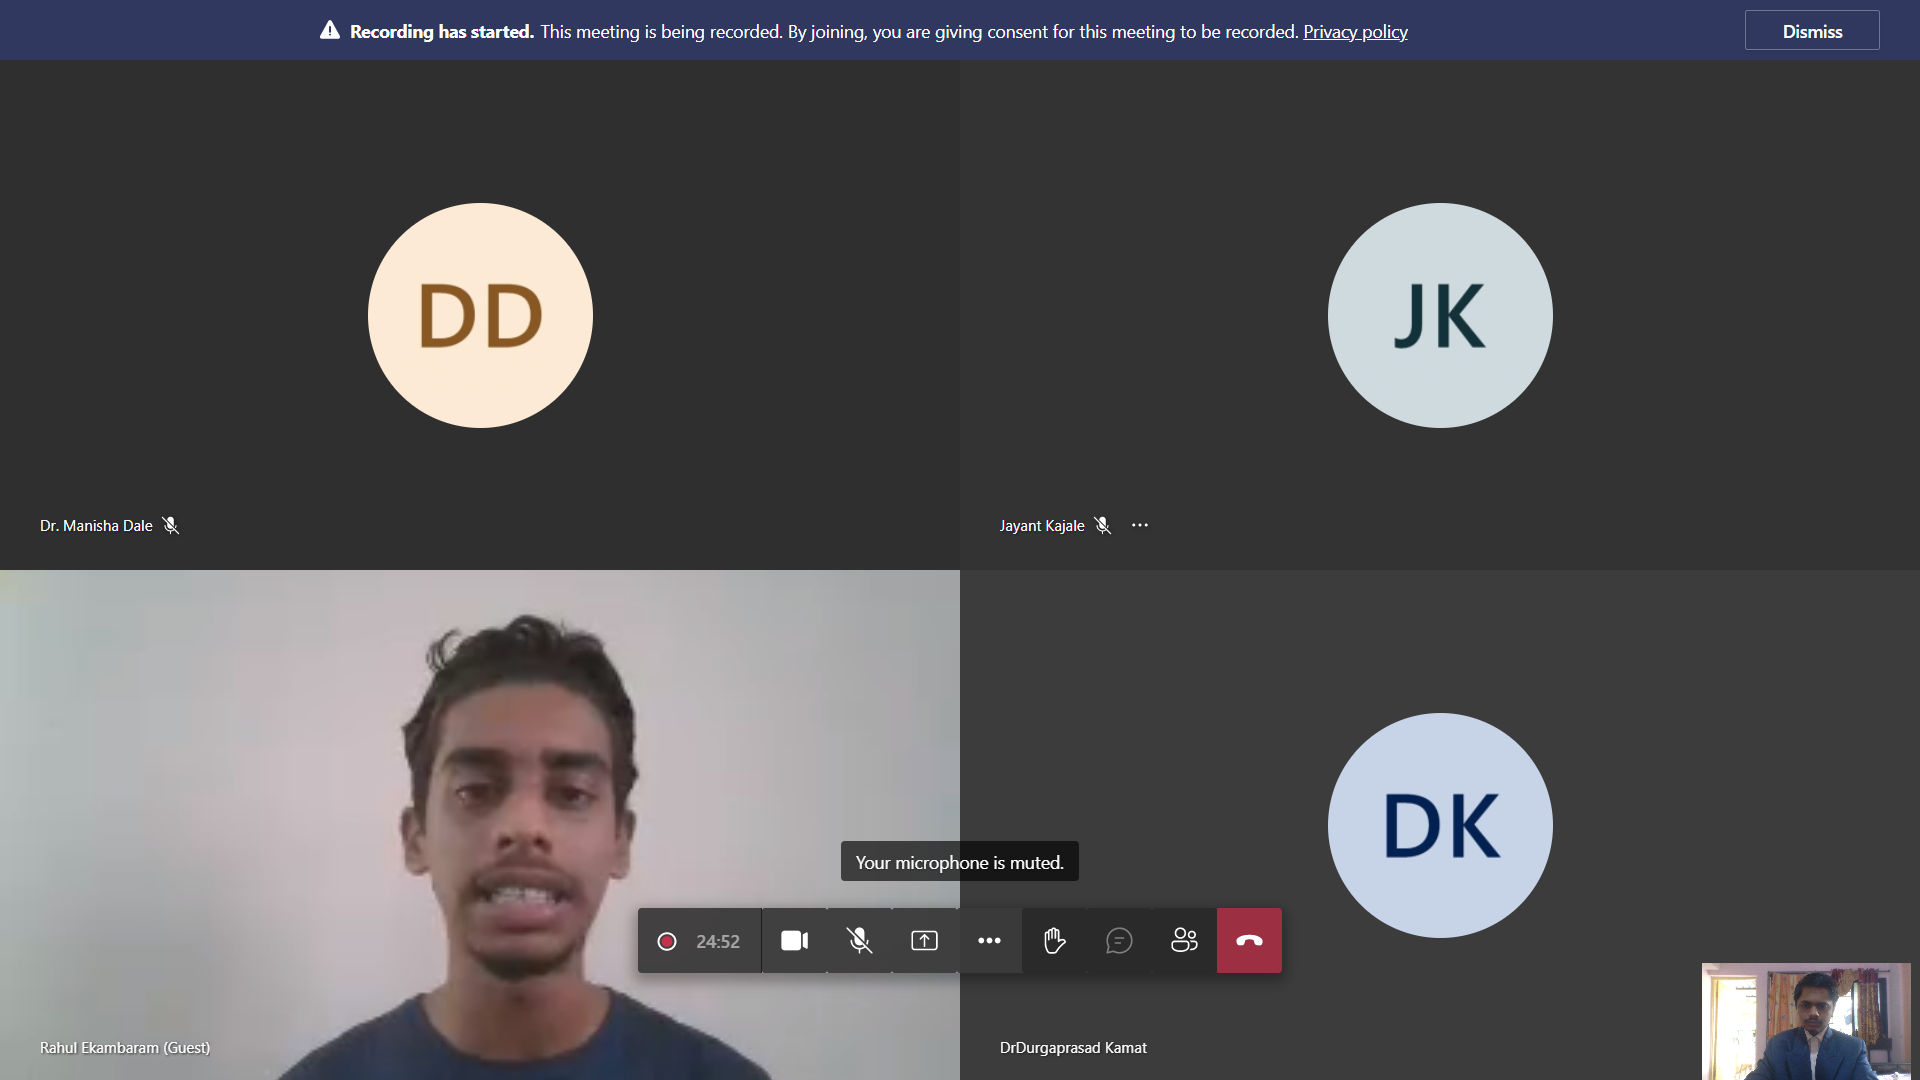 Recording has started. This meeting is being recorded. By joining, you are giving consent for this meeting to be recorded. Privacy policy
Dismiss
DD
JK
Dr. Manisha Dale
Jayant Kajale
DK
Your microphone is muted.
24:52
Rahul Ekambaram (Guest)
DrDurgaprasad Kamat